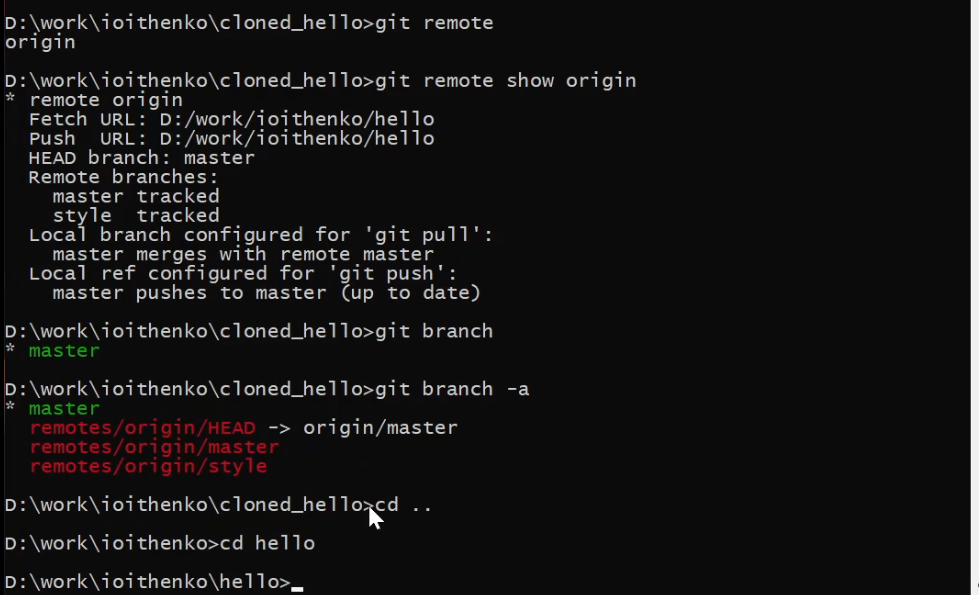 D:\work\ioithenko\cloned_hello>git remote
origin
D:\work\ioithenko\cloned_hello>git remote show origin
* remote origin
  Fetch URL: D:/work/ioithenko/hello
  Push  URL: D:/work/ioithenko/hello
  HEAD branch: master
  Remote branches:
    master tracked
    style  tracked
  Local branch configured for 'git pull':
    master merges with remote master
  Local ref configured for 'git push':
    master pushes to master (up to date)
D:\work\ioithenko\cloned_hello>git branch
* master
D:\work\ioithenko\cloned_hello>git branch -a
* master
  remotes/origin/HEAD -> origin/master
  remotes/origin/master
  remotes/origin/style
D:\work\ioithenko\cloned_hello>cd ..
D:\work\ioithenko>cd hello
D:\work\ioithenko\hello>